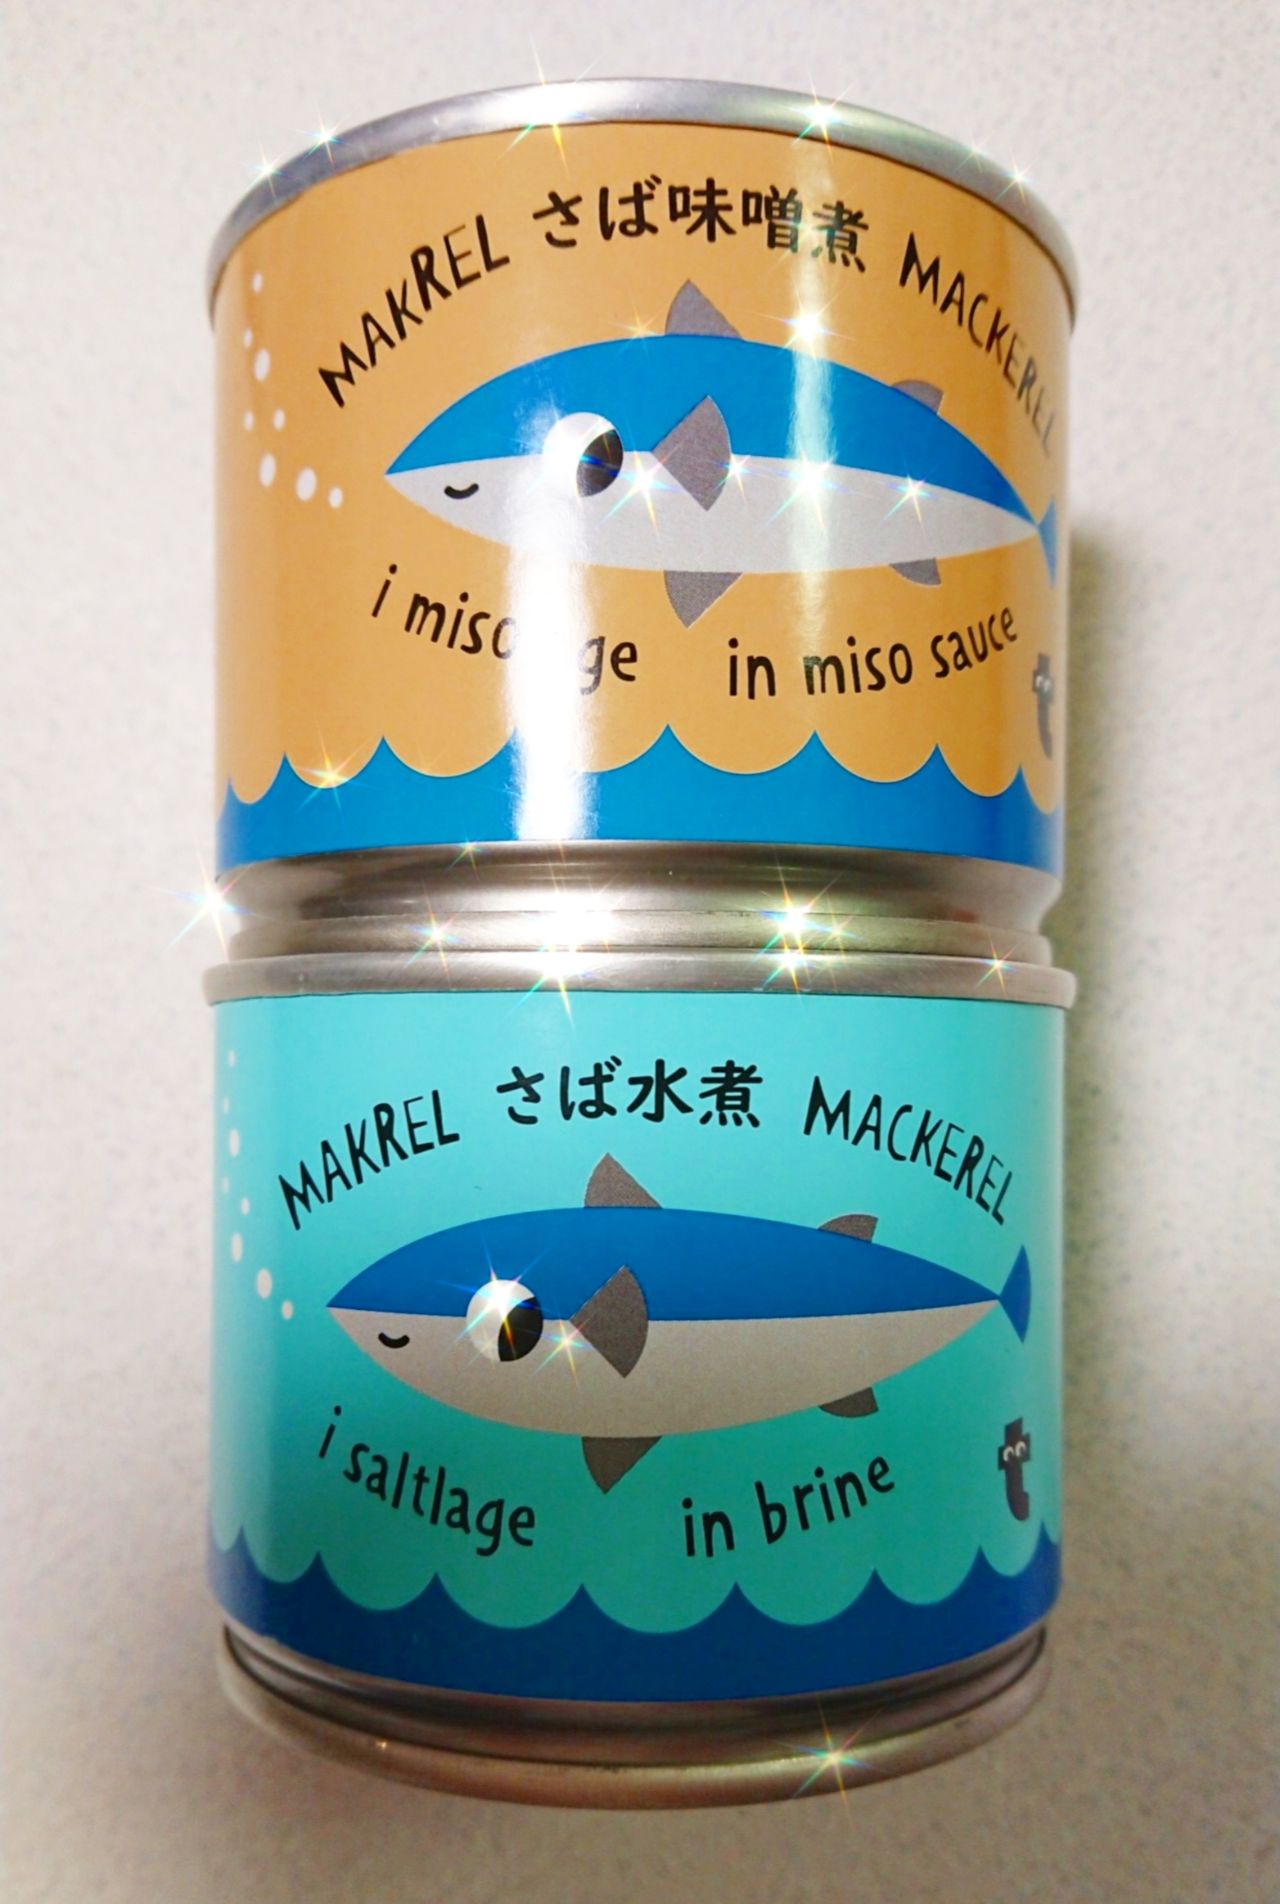 MAKREL さば味噌煮 MACKEREL
i in miso sauce
t
MAKREL さば水煮 MACKEREL
i saltlage in brine
t